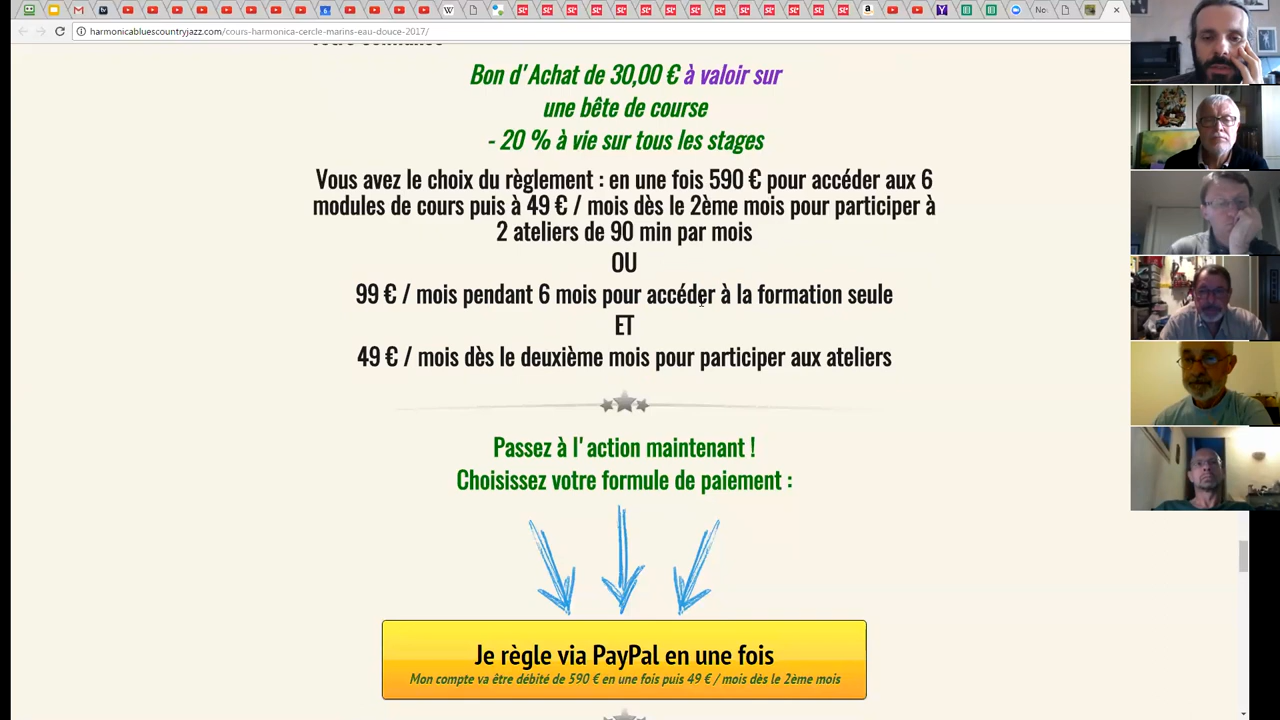 No
harmonicabluescountryjazz.com/cours-harmonica-cercle-marins-eau-douce-2017/
Bon d'Achat de 30,00 € à valoir sur
une bête de course
- 20 % à vie sur tous les stages
Vous avez le choix du règlement : en une fois 590 € pour accéder aux 6
modules de cours puis à 49 € / mois dès le 2ème mois pour participer à
2 ateliers de 90 min par mois
OU
99 € / mois pendant 6 mois pour accéder à la formation seule
ET
49 € / mois dès le deuxième mois pour participer aux ateliers
Passez à l'action maintenant !
Choisissez votre formule de paiement :
Je règle via PayPal en une fois
Mon compte va être débité de 590 € en une fois puis 49 € / mois dès le 2ème mois